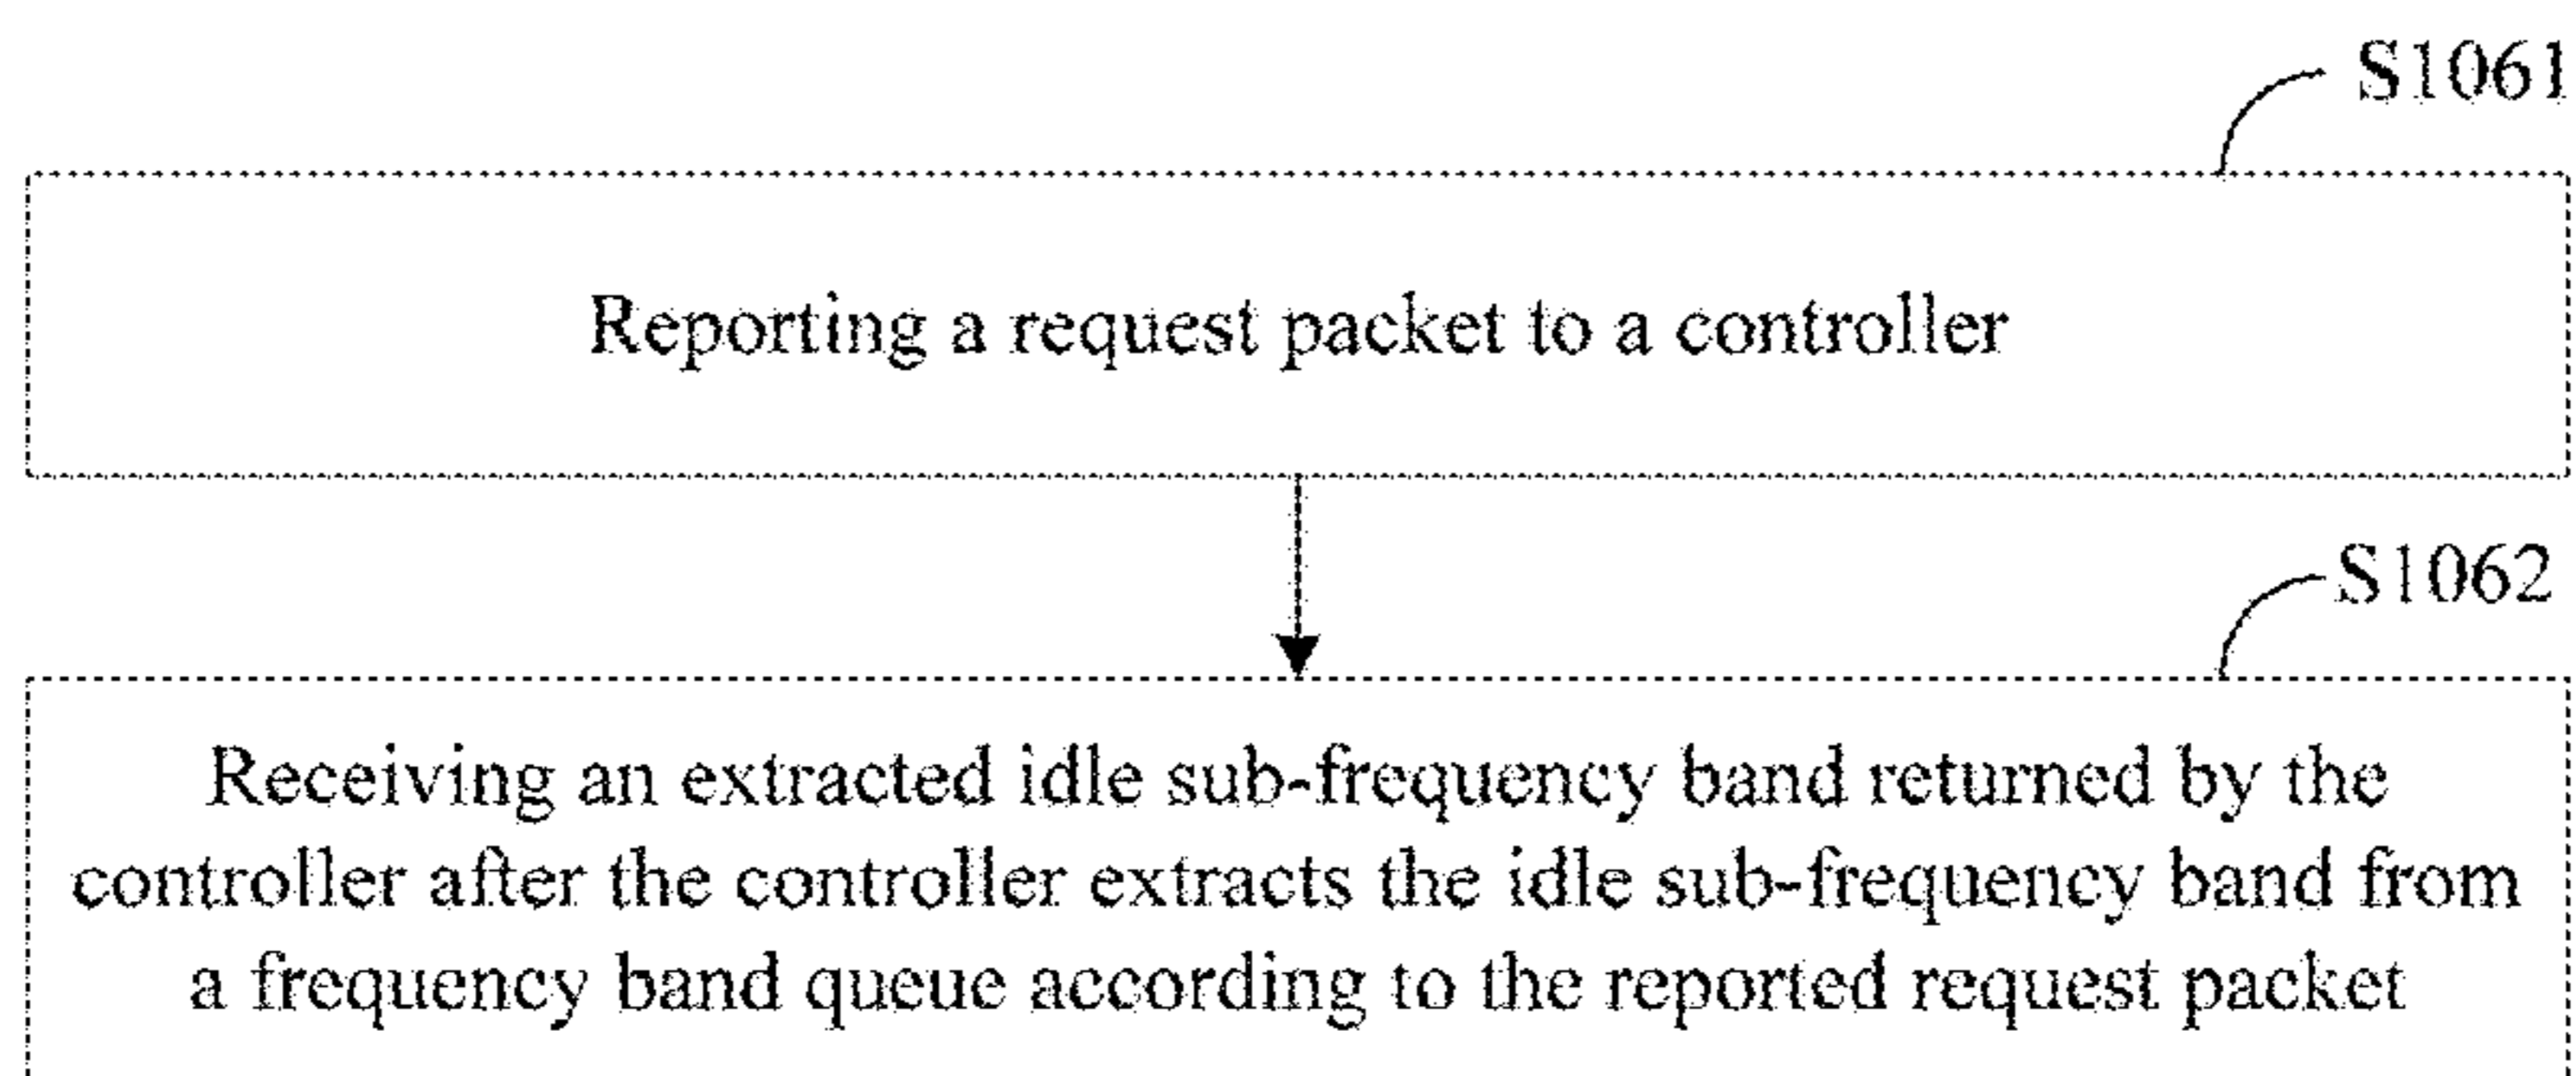 S1061
Reporting a request packet to a controller
S1062
Receiving an extracted idle sub-frequency band returned by the
controller after the controller extracts the idle sub-frequency band from
a frequency band queue according to the reported request packet